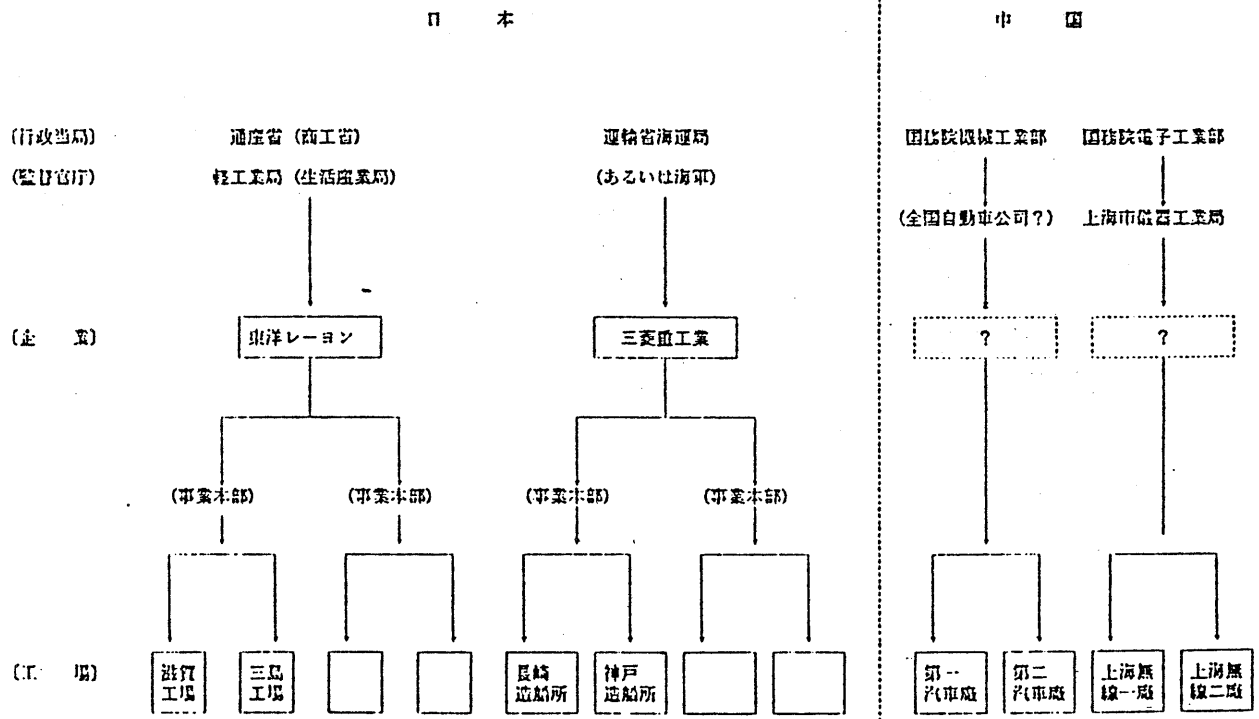 日 本
中 国
(行政当局)
通産省 (商工省)
運輸省海運局
国務院機械工業部
国務院電子工業部
(監督官庁)
軽工業局 (生活産業局)
(あるいは海軍)
(全国自動車公司?)
上海市儀器工業局
(企 業)
東洋レーヨン
三菱重工業
?
?
(事業本部)
(事業本部)
(事業本部)
(事業本部)
(工 場)
滋賀
工場
三島
工場
長崎
造船所
神戸
造船所
第一
汽車廠
第二
汽車廠
上海無
線一廠
上海無
線二廠